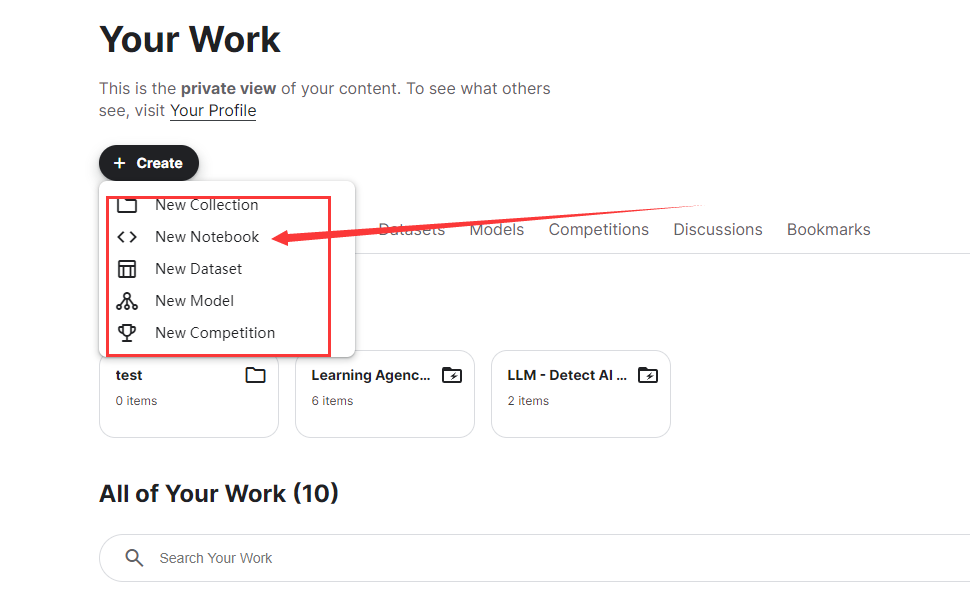 Your Work
This is the private view of your content. To see what others
see, visit Your Profile
+ Create
New Collection
New Notebook
New Dataset
New Model
New Competition
Datasets Models Competitions Discussions Bookmarks
test
0 items
Learning Agenc...
6 items
LLM - Detect AI ...
2 items
All of Your Work (10)
Search Your Work